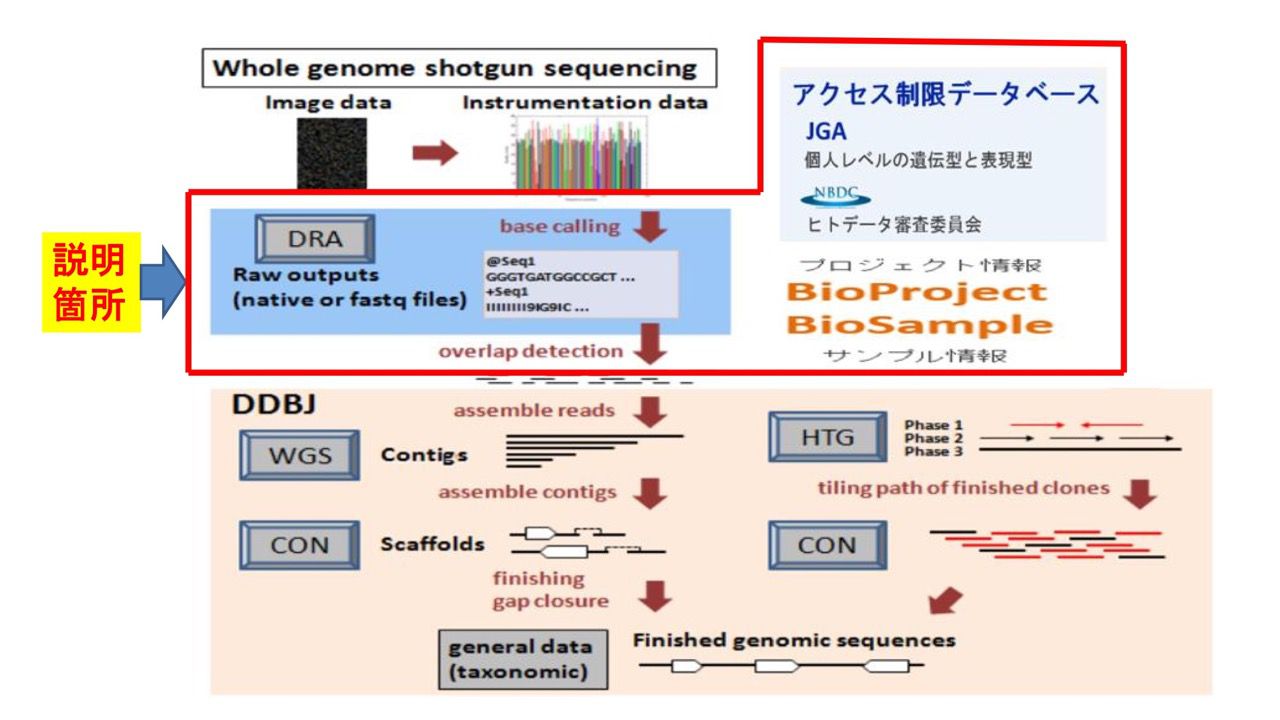 Whole genome shotgun sequencing
Image data
Instrumentation data
アクセス制限データベース
JGA
個人レベルの遺伝型と表現型
NBDC
ヒトデータ審査委員会
プロジェクト情報
BioProject
BioSample
サンプル情報
説明
箇所
DRA
Raw outputs
(native or fastq files)
base calling
@Seq1
GGGTGATGGCCGCT ...
+Seq1
IIIIIIII9IG9IC ...
overlap detection
DDBJ
assemble reads
WGS
Contigs
assemble contigs
CON
Scaffolds
finishing
gap closure
HTG
Phase 1
Phase 2
Phase 3
tiling path of finished clones
CON
general data
(taxonomic)
Finished genomic sequences